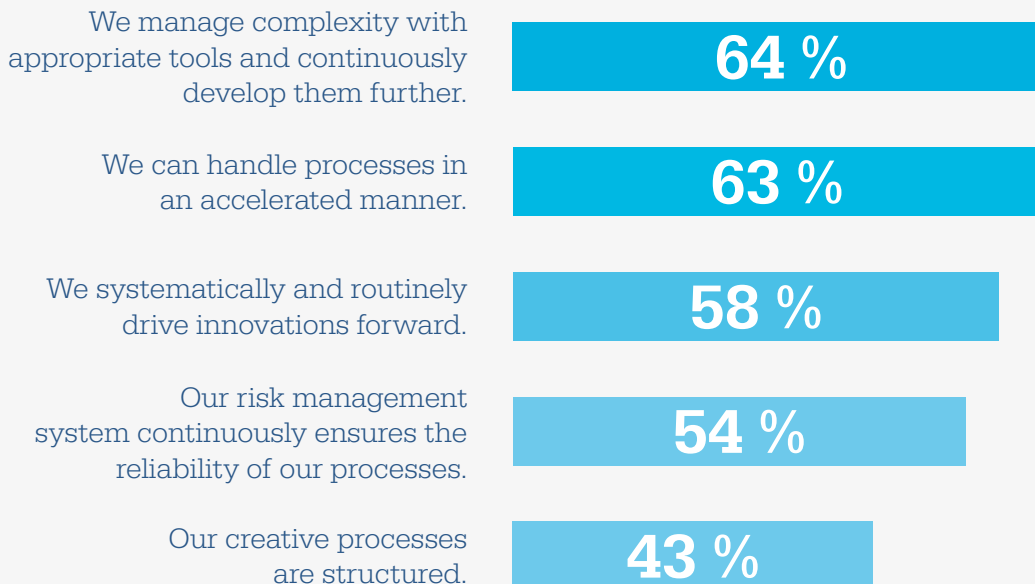 We manage complexity with
appropriate tools and continuously
develop them further.
64 %
We can handle processes in
an accelerated manner.
63 %
We systematically and routinely
drive innovations forward.
58 %
Our risk management
system continuously ensures the
reliability of our processes.
54 %
Our creative processes
are structured.
43 %